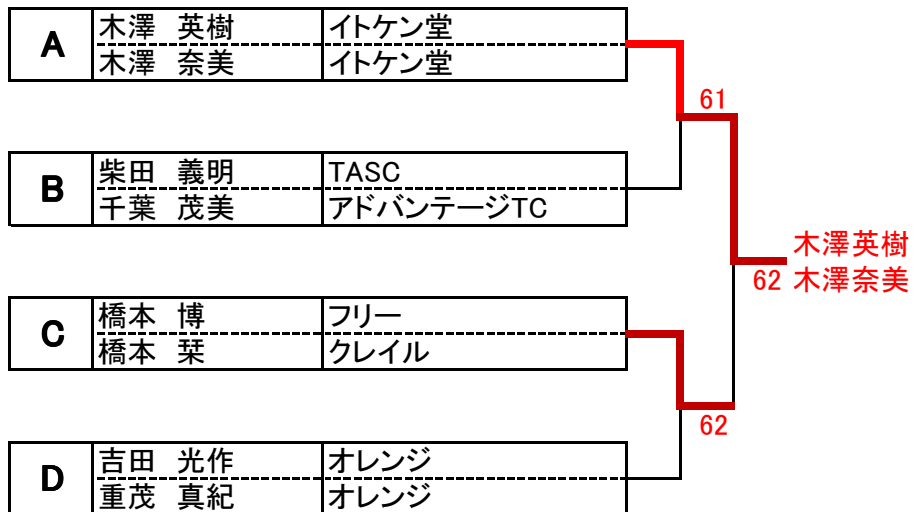 A 木澤 英樹 イトケン堂
木澤 奈美 イトケン堂
61
B 柴田 義明 TASC
千葉 茂美 アドバンテージTC
木澤英樹
62 木澤奈美
C 橋本 博 フリー
橋本 栞 クレイル
62
D 吉田 光作 オレンジ
重茂 真紀 オレンジ